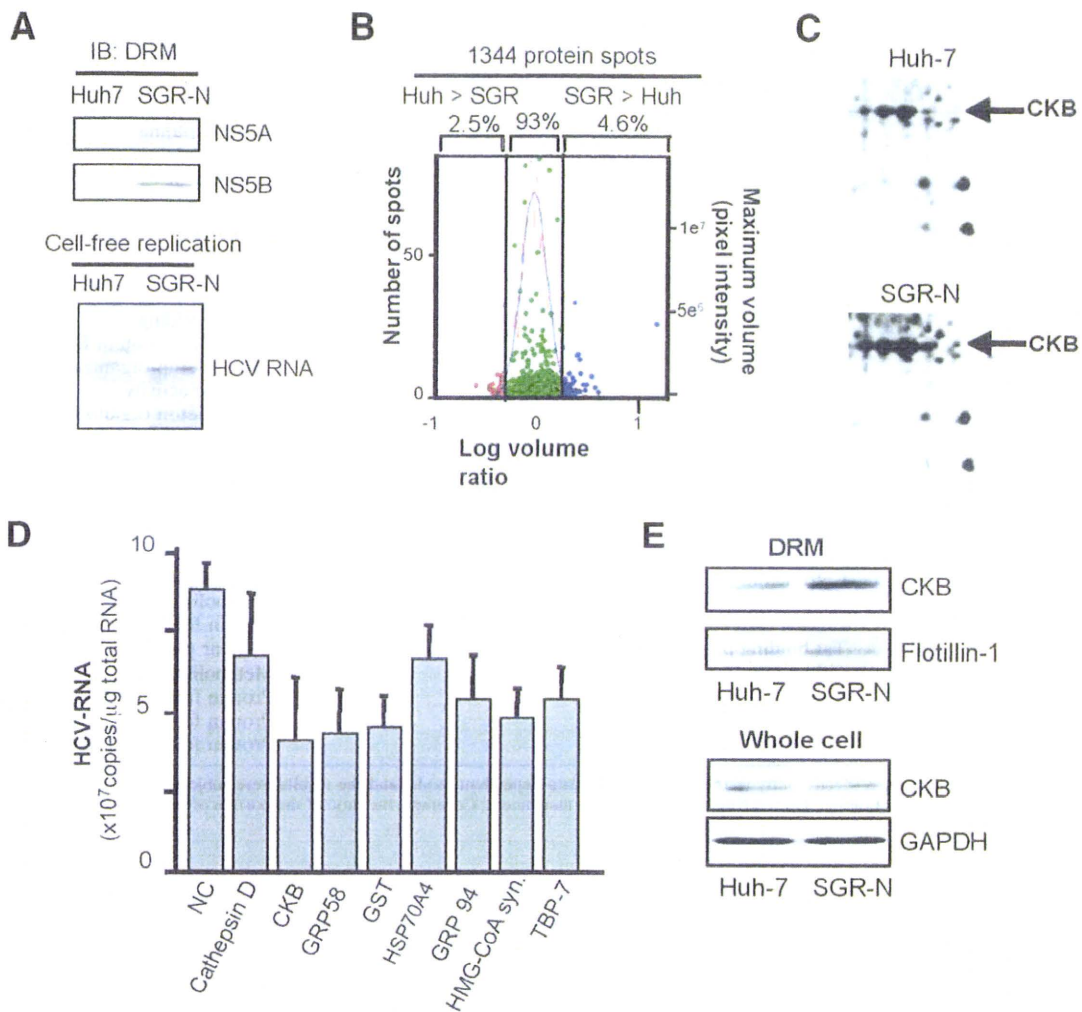 A
IB: DRM
Huh7 SGR-N
NS5A
NS5B
Cell-free replication
Huh7 SGR-N
HCV RNA
B
1344 protein spots
Huh > SGR SGR > Huh
2.5% 93% 4.6%
Number of spots
50
0
-1 0 1
Log volume
ratio
1e⁷
5e⁶
Maximum volume
(pixel intensity)
C
Huh-7
CKB
SGR-N
CKB
D
HCV-RNA
(x10⁷copies/µg total RNA)
10
5
0
NC
Cathepsin D
CKB
GRP58
GST
HSP70A4
GRP 94
HMG-CoA syn.
TBP-7
E
DRM
CKB
Flotillin-1
Huh-7 SGR-N
Whole cell
CKB
GAPDH
Huh-7 SGR-N